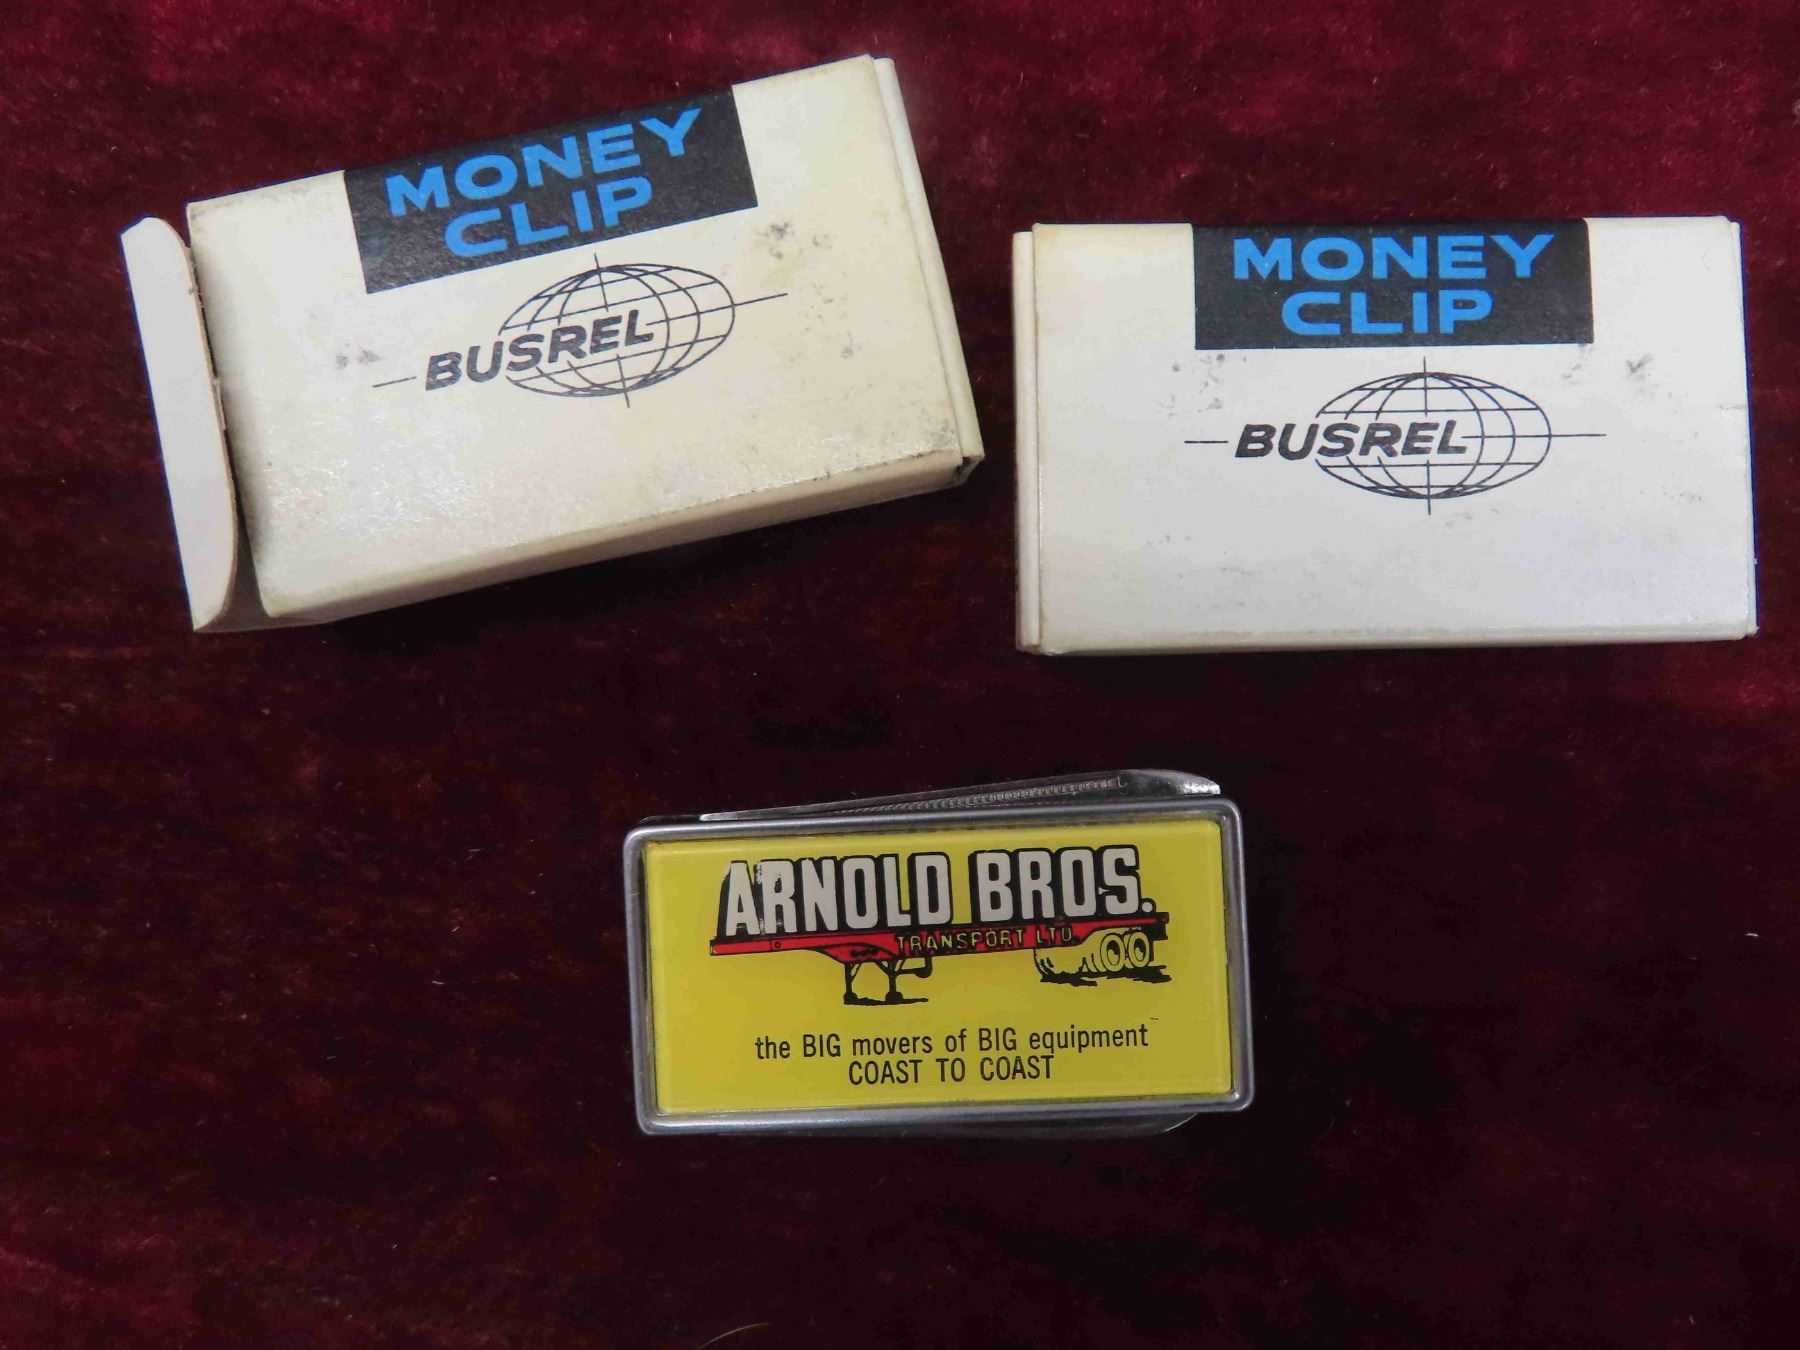 MONEY
CLIP
BUSREL
MONEY
CLIP
BUSREL
ARNOLD BROS.
TRANSPORT LTD.
the BIG movers of BIG equipment
COAST TO COAST